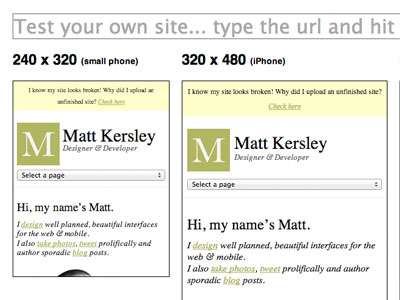 Test your own site... type the url and hit
240 x 320 (small phone)
I know my site looks broken! Why did I upload an
unfinished site? Check here
M
Matt Kersley
Designer & Developer
Select a page
Hi, my name's Matt.
I design well planned, beautiful interfaces
for the web & mobile.
I also take photos, tweet prolifically and
author sporadic blog posts.
320 x 480 (iPhone)
I know my site looks broken! Why did I upload an unfinished site?
Check here
M
Matt Kersley
Designer & Developer
Select a page
Hi, my name's Matt.
I design well planned, beautiful interfaces for the
web & mobile.
I also take photos, tweet prolifically and author
sporadic blog posts.